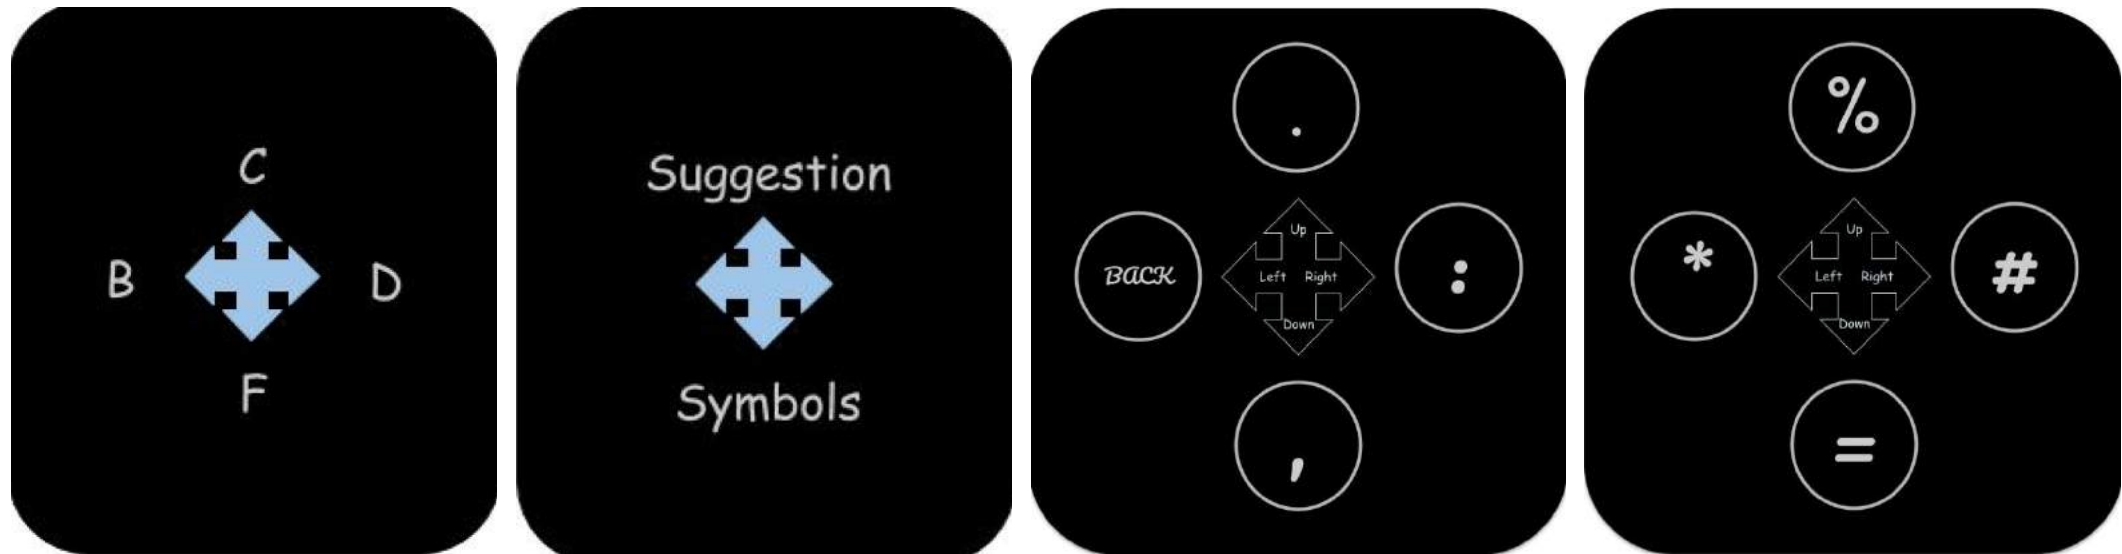 C
B D
F
Suggestion
Symbols
.
Up
BACK Left Right :
Down
,
%
Up
* Left Right #
Down
=